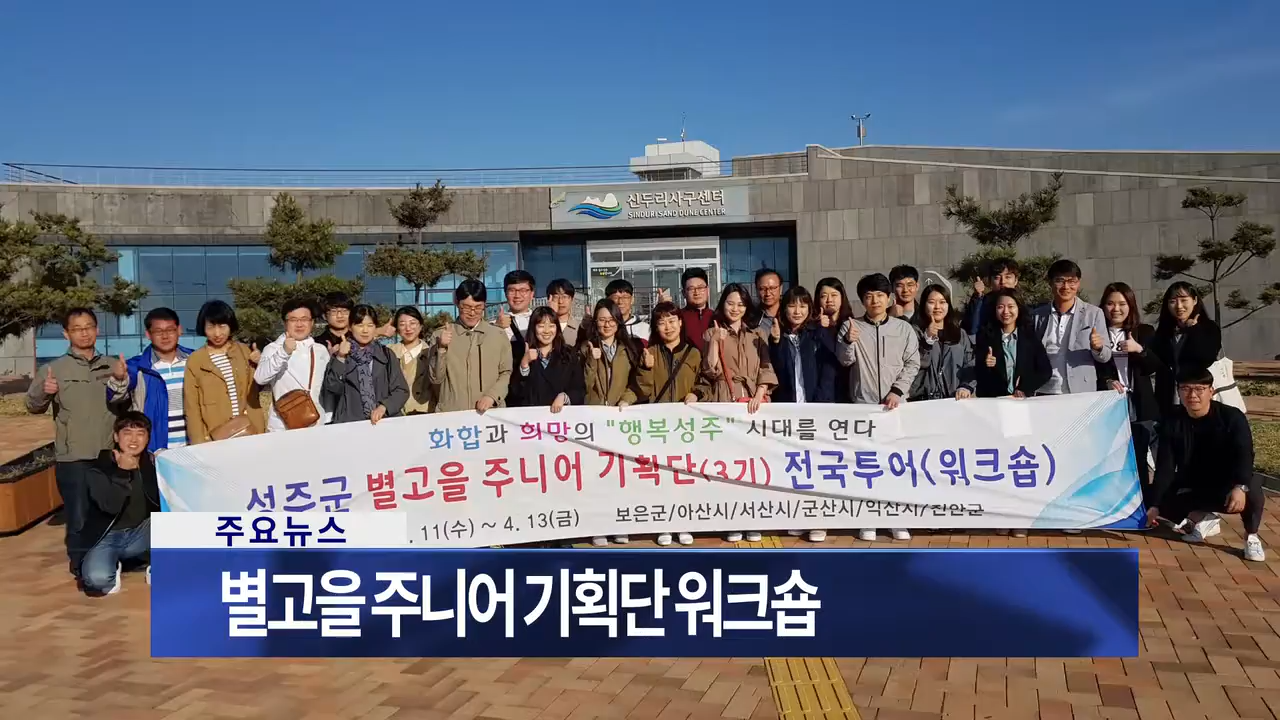 신두리사구센터
SINDURI SAND DUNE CENTER
화합과 희망의 "행복성주" 시대를 연다
성주군 별고을 주니어 기획단(3기) 전국투어(워크숍)
. 11(수) ~ 4. 13(금) 보은군/아산시/서산시/군산시/익산시/진안군
주요뉴스
별고을 주니어 기획단 워크숍